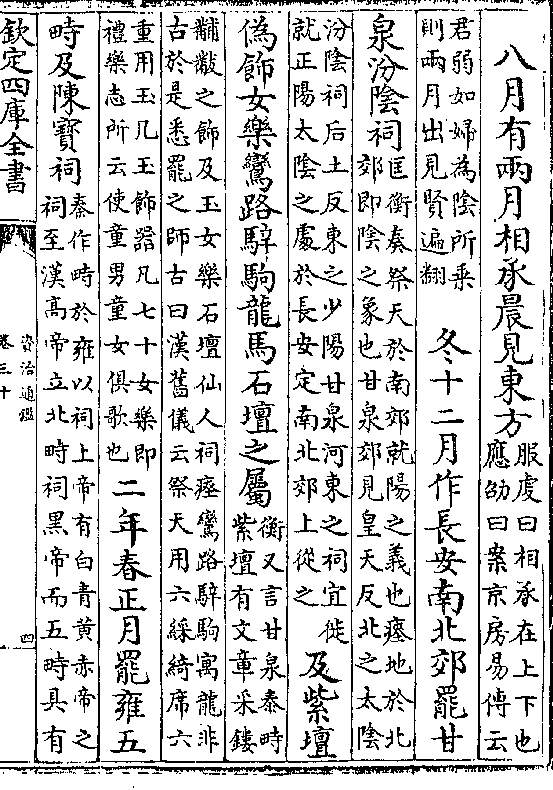 八月有兩月相承晨見東方
服虔曰相承在上下也
應劭曰案京房易傳云
君弱如婦為陰所乗
則兩月出見賢遍翻
冬十二月作長安南北郊罷甘
泉汾陰祠
匡衡奏祭天於南郊就陽之義也瘞地於北
郊即陰之象也甘泉郊見皇天反北之太陰
汾陰祠后土反東之少陽甘泉河東之祠宜徙
就正陽太陰之處於長安定南北郊上從之
及紫壇
偽飾女樂鸞路騂駒龍馬石壇之屬
衡又言甘泉泰畤
紫壇有文章采鏤
黼黻之飾及玉女樂石壇仙人祠瘞鸞路騂駒寓龍非
古於是悉罷之師古曰漢舊儀云祭天用六綵綺席六
重用玉几玉飾器凡七十女樂即
禮樂志所云使童男童女俱歌也
二年春正月罷雍五
畤及陳寶祠
秦作畤於雍以祠上帝有白青黄赤帝之
祠至漢高帝立北畤祠黑帝而五畤具有
欽定四庫全書
資治通鑑
卷三十
四